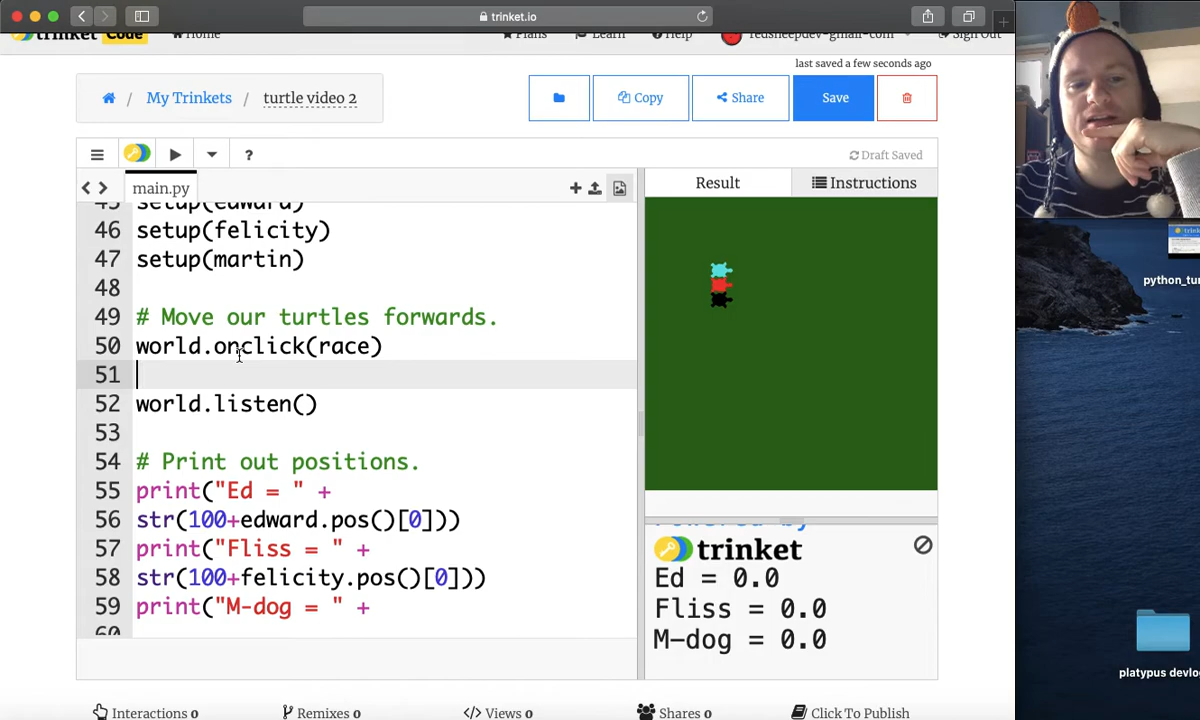 trinket.io
trinket Code Home Plans Learn Help redsheepdev-gmail-com Sign Out
last saved a few seconds ago
/ My Trinkets / turtle video 2
Copy Share Save
? Draft Saved
main.py
Result Instructions
45 setup(edward)
46 setup(felicity)
47 setup(martin)
48
49 # Move our turtles forwards.
50 world.onclick(race)
51
52 world.listen()
53
54 # Print out positions.
55 print("Ed = " +
56 str(100+edward.pos()[0]))
57 print("Fliss = " +
58 str(100+felicity.pos()[0]))
59 print("M-dog = " +
60
Powered by
trinket
Ed = 0.0
Fliss = 0.0
M-dog = 0.0
Interactions 0 Remixes 0 Views 0 Shares 0 Click To Publish
python_tu
platypus devlo